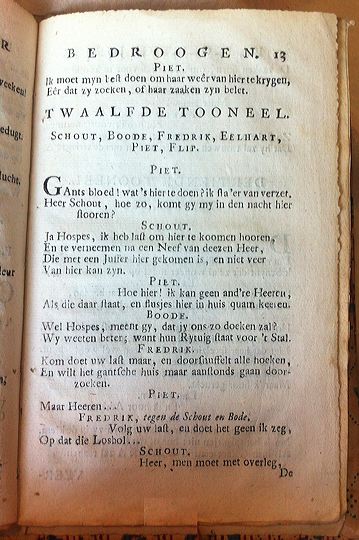 BEDROOGEN. 13
PIET.
Ik moet myn best doen om haar weêr van hier te krygen,
Eêr dat zy zoeken, of haar zaaken zyn belet.
TWAALFDE TOONEEL.
SCHOUT, BOODE, FREDRIK, EELHART,
PIET, FLIP.
PIET.
GAnts bloed! wat's hier te doen? ik sta'er van verzet.
Heer Schout, hoe zo, komt gy my in den nacht hier
stooren?
SCHOUT.
Ja Hospes, ik heb last om hier te koomen hooren,
En te verneemen na een Neef van deezen Heer,
Die met een Juffer hier gekomen is, en niet veer
Van hier kan zyn.
PIET.
Hoe hier! ik kan geen and're Heeren,
Als die daar staat, en flusjes hier in huis quam keeren.
BOODE.
Wel Hospes, meent gy, dat jy ons zo doeken zal?
Wy weeten beter; want hun Rytuig staat voor 't Stal.
FREDRIK.
Kom doet uw last maar, en doorsnuffelt alle hoeken,
En wilt het gantsche huis maar aanstonds gaan door-
zoeken.
PIET.
Maar Heeren...
FREDRIK, tegen de Schout en Bode.
Volg uw last, en doet het geen ik zeg,
Op dat die Losbol...
SCHOUT.
Heer, men moet met overleg,
De